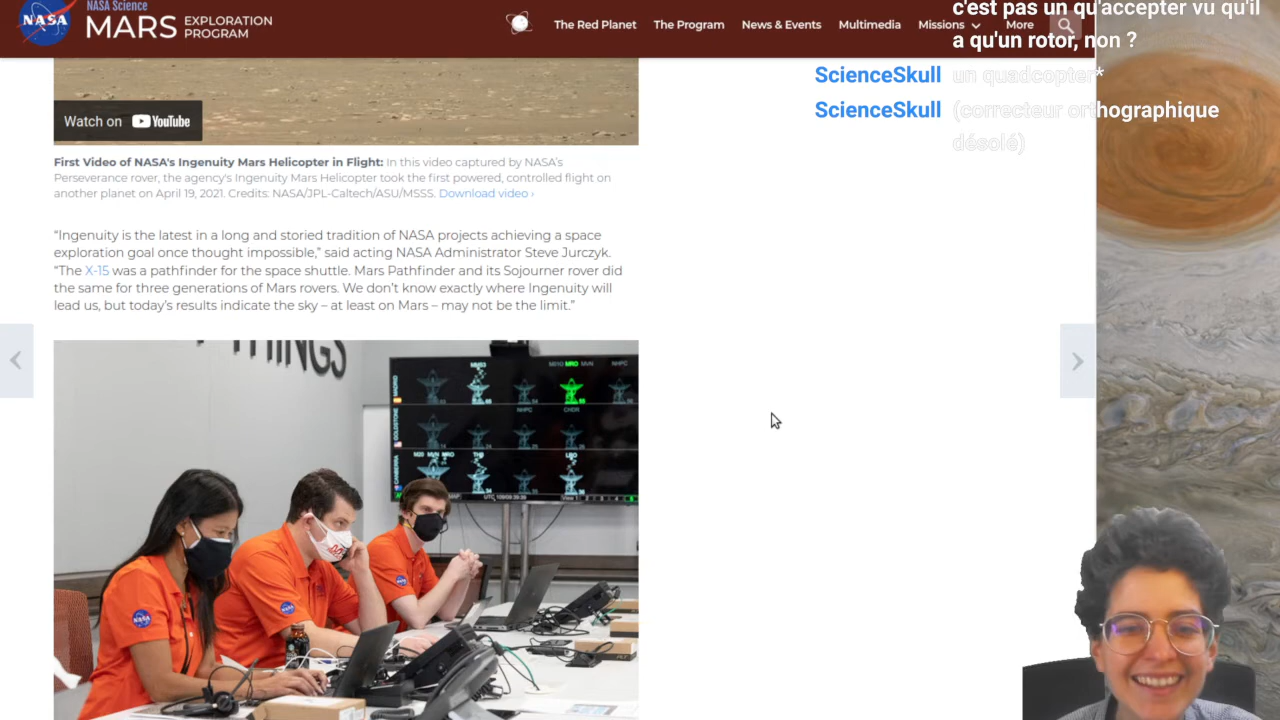 NASA
NASA Science
MARS EXPLORATION PROGRAM
The Red Planet
The Program
News & Events
Multimedia
Missions
More
c'est pas un qu'accepter vu qu'il
a qu'un rotor, non ?
ScienceSkull un quadcopter*
ScienceSkull (correcteur orthographique
désolé)
Watch on YouTube
First Video of NASA's Ingenuity Mars Helicopter in Flight: In this video captured by NASA's
Perseverance rover, the agency's Ingenuity Mars Helicopter took the first powered, controlled flight on
another planet on April 19, 2021. Credits: NASA/JPL-Caltech/ASU/MSSS. Download video ›
“Ingenuity is the latest in a long and storied tradition of NASA projects achieving a space
exploration goal once thought impossible,” said acting NASA Administrator Steve Jurczyk.
“The X-15 was a pathfinder for the space shuttle. Mars Pathfinder and its Sojourner rover did
the same for three generations of Mars rovers. We don’t know exactly where Ingenuity will
lead us, but today’s results indicate the sky – at least on Mars – may not be the limit.”
THINGS
MADRID
GOLDSTONE
CANBERRA
NHPC
NASA
NASA
NASA